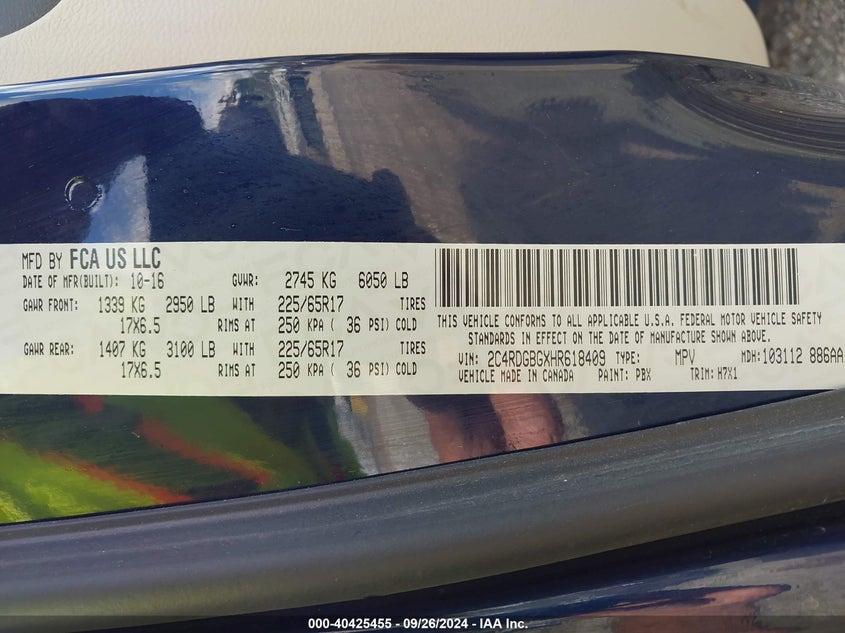 MFD BY FCA US LLC
DATE OF MFR(BUILT): 10-16 GVWR: 2745 KG 6050 LB
GAWR FRONT: 1339 KG 2950 LB WITH 225/65R17 TIRES
17X6.5 RIMS AT 250 KPA ( 36 PSI) COLD
GAWR REAR: 1407 KG 3100 LB WITH 225/65R17 TIRES
17X6.5 RIMS AT 250 KPA ( 36 PSI) COLD
THIS VEHICLE CONFORMS TO ALL APPLICABLE U.S.A. FEDERAL MOTOR VEHICLE SAFETY
STANDARDS IN EFFECT ON THE DATE OF MANUFACTURE SHOWN ABOVE.
VIN: 2C4RDGBGXHR618409 TYPE: MPV MDH: 103112 886AA
VEHICLE MADE IN CANADA PAINT: PBX TRIM: H7X1
000-40425455 - 09/26/2024 - IAA Inc.